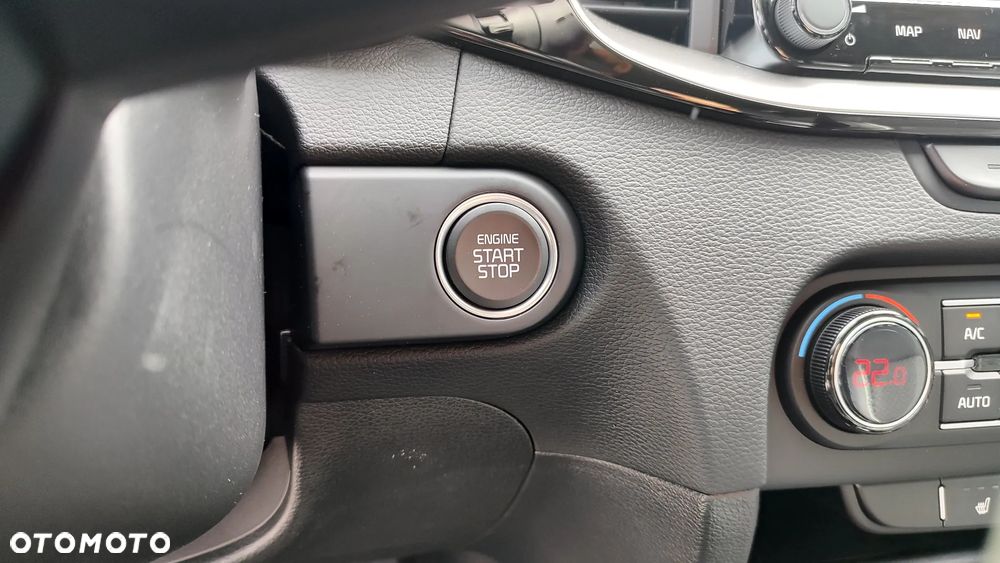 MAP NAV
ENGINE
START
STOP
A/C
22.0
AUTO
OTOMOTO